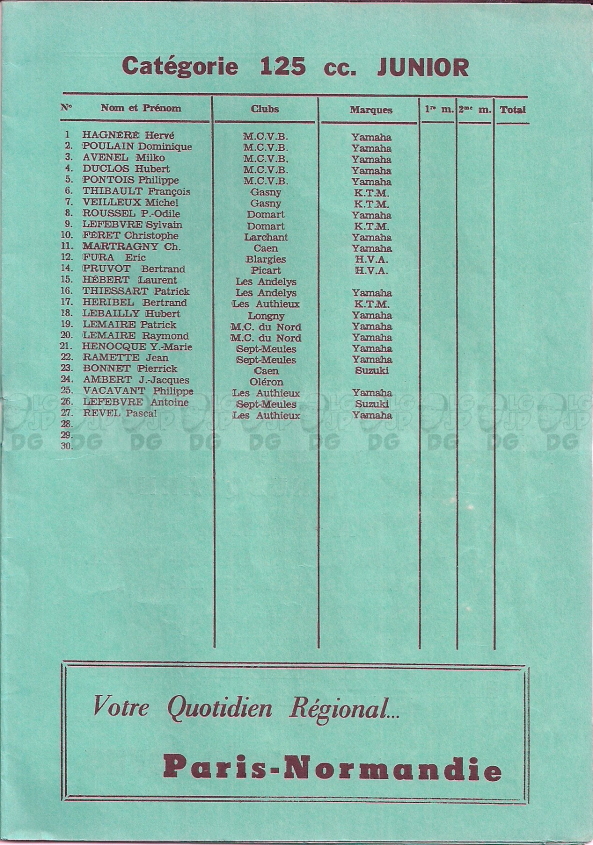 Catégorie 125 cc. JUNIOR
N° Nom et Prénom Clubs Marques 1re m. 2me m. Total
1 HAGNÉRÉ Hervé M.C.V.B. Yamaha
2. POULAIN Dominique M.C.V.B. Yamaha
3. AVENEL Milko M.C.V.B. Yamaha
4. DUCLOS Hubert M.C.V.B. Yamaha
5. PONTOIS Philippe M.C.V.B. Yamaha
6. THIBAULT François Gasny K.T.M.
7. VEILLEUX Michel Gasny K.T.M.
8. ROUSSEL P.-Odile Domart Yamaha
9. LEFEBVRE Sylvain Domart K.T.M.
10. FÉRET Christophe Larchant Yamaha
11. MARTRAGNY Ch. Caen Yamaha
12. FURA Eric Blargies H.V.A.
14. PRUVOT Bertrand Picart H.V.A.
15. HÉBERT Laurent Les Andelys
16. THIESSART Patrick Les Andelys Yamaha
17. HERIBEL Bertrand Les Authieux K.T.M.
18. LEBAILLY Hubert Longny Yamaha
19. LEMAIRE Patrick M.C. du Nord Yamaha
20. LEMAIRE Raymond M.C. du Nord Yamaha
21. HENOCQUE Y.-Marie Sept-Meules Yamaha
22. RAMETTE Jean Sept-Meules Yamaha
23. BONNET Pierrick Caen Suzuki
24. AMBERT J.-Jacques Oléron
25. VACAVANT Philippe Les Authieux Yamaha
26. LEFEBVRE Antoine Sept-Meules Suzuki
27. REVEL Pascal Les Authieux Yamaha
28.
29.
30.
Votre Quotidien Régional...
Paris-Normandie